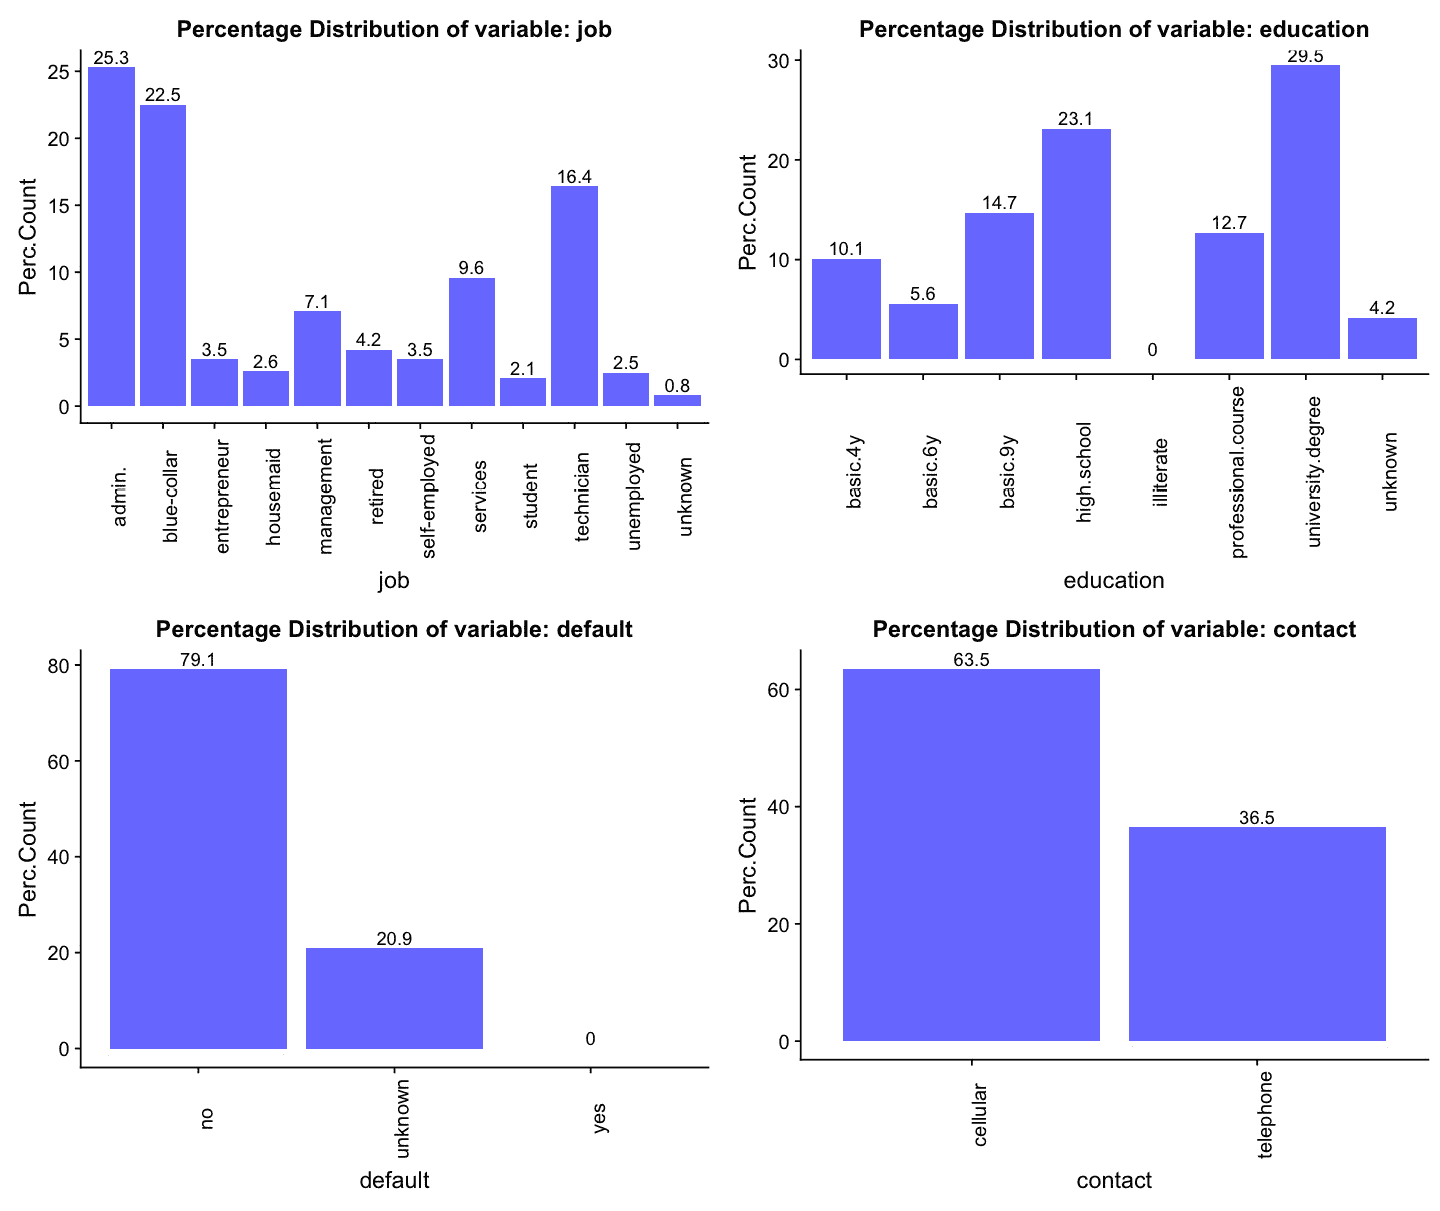 Percentage Distribution of variable: job
25
20
15
10
5
0
Perc.Count
25.3
22.5
3.5
2.6
7.1
4.2
3.5
9.6
2.1
16.4
2.5
0.8
admin.
blue-collar
entrepreneur
housemaid
management
retired
self-employed
services
student
technician
unemployed
unknown
job
Percentage Distribution of variable: education
30
20
10
0
Perc.Count
10.1
5.6
14.7
23.1
0
12.7
29.5
4.2
basic.4y
basic.6y
basic.9y
high.school
illiterate
professional.course
university.degree
unknown
education
Percentage Distribution of variable: default
80
60
40
20
0
Perc.Count
79.1
20.9
0
no
unknown
yes
default
Percentage Distribution of variable: contact
60
40
20
0
Perc.Count
63.5
36.5
cellular
telephone
contact